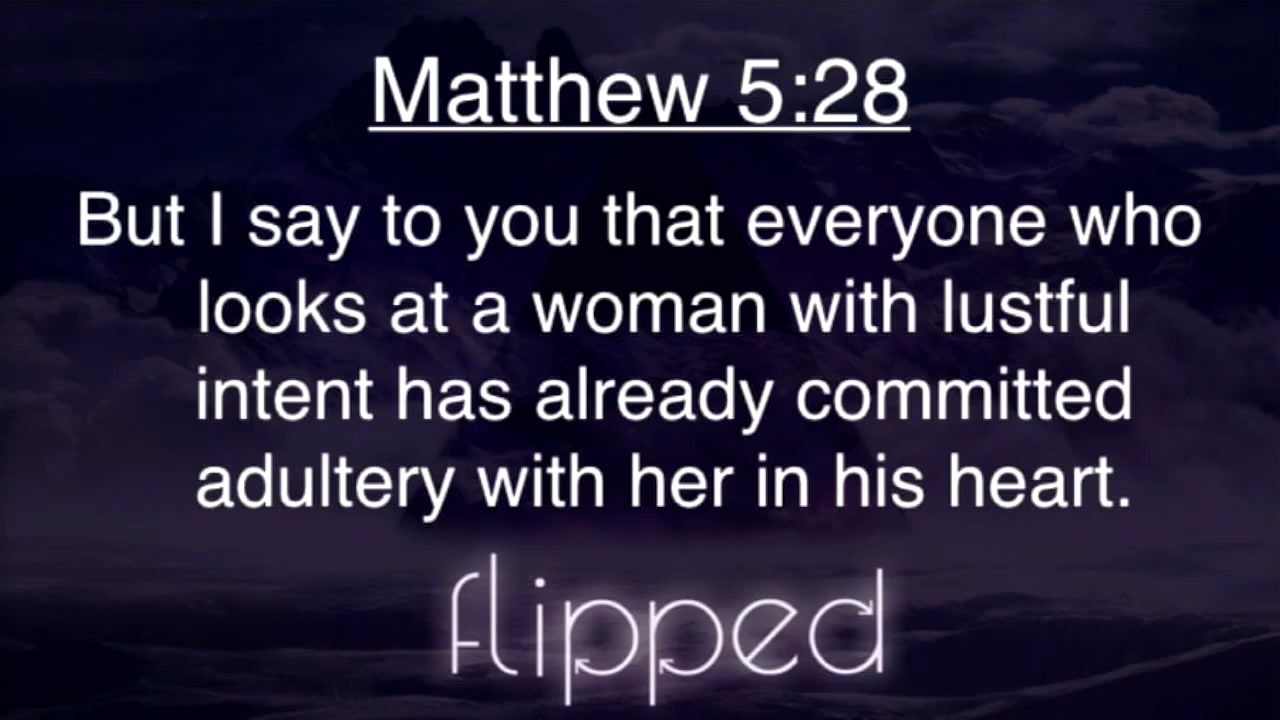 Matthew 5:28
But I say to you that everyone who
looks at a woman with lustful
intent has already committed
adultery with her in his heart.
flipped